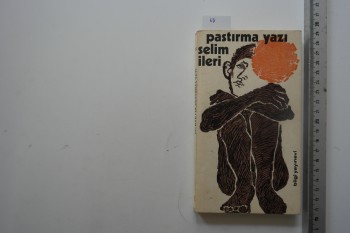 pastırma yazı
selim
ileri
bilgi yayınevi